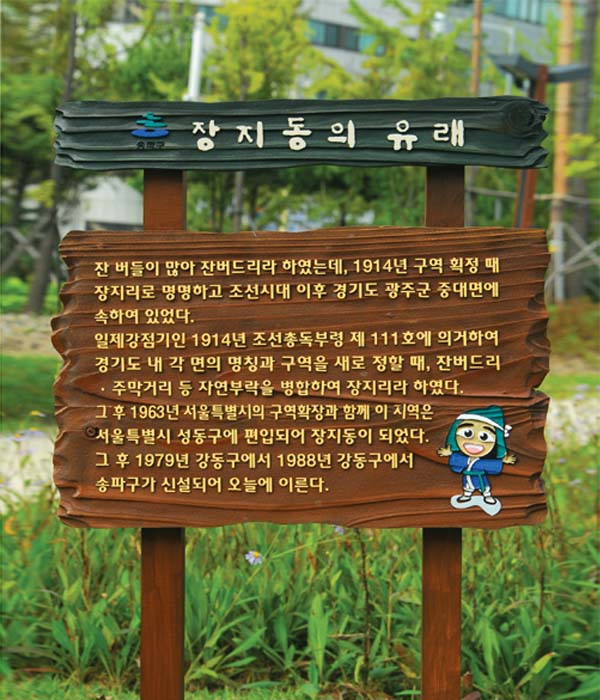 송파구
장지동의 유래
잔 버들이 많아 잔버드리라 하였는데, 1914년 구역 획정 때
장지리로 명명하고 조선시대 이후 경기도 광주군 중대면에
속하여 있었다.
일제강점기인 1914년 조선총독부령 제 111호에 의거하여
경기도 내 각 면의 명칭과 구역을 새로 정할 때, 잔버드리
· 주막거리 등 자연부락을 병합하여 장지리라 하였다.
그 후 1963년 서울특별시의 구역확장과 함께 이 지역은
서울특별시 성동구에 편입되어 장지동이 되었다.
그 후 1979년 강동구에서 1988년 강동구에서
송파구가 신설되어 오늘에 이른다.